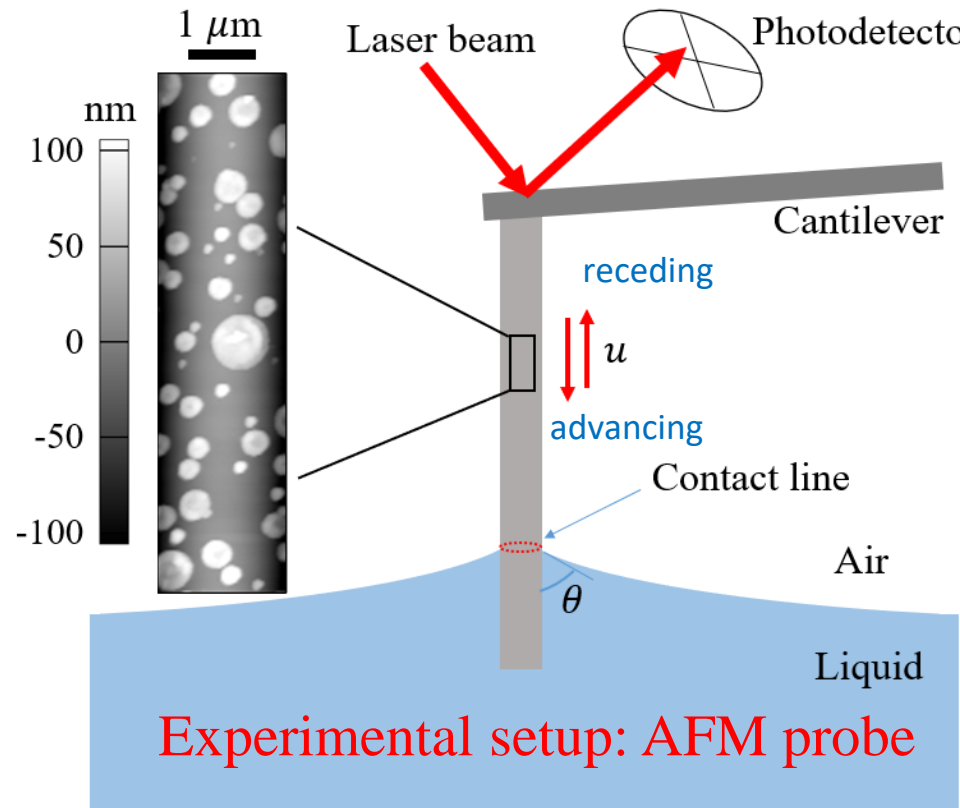 1 μm
Laser beam
Photodetecto
nm
100
50
0
-50
-100
Cantilever
receding
u
advancing
Contact line
Air
θ
Liquid
Experimental setup: AFM probe